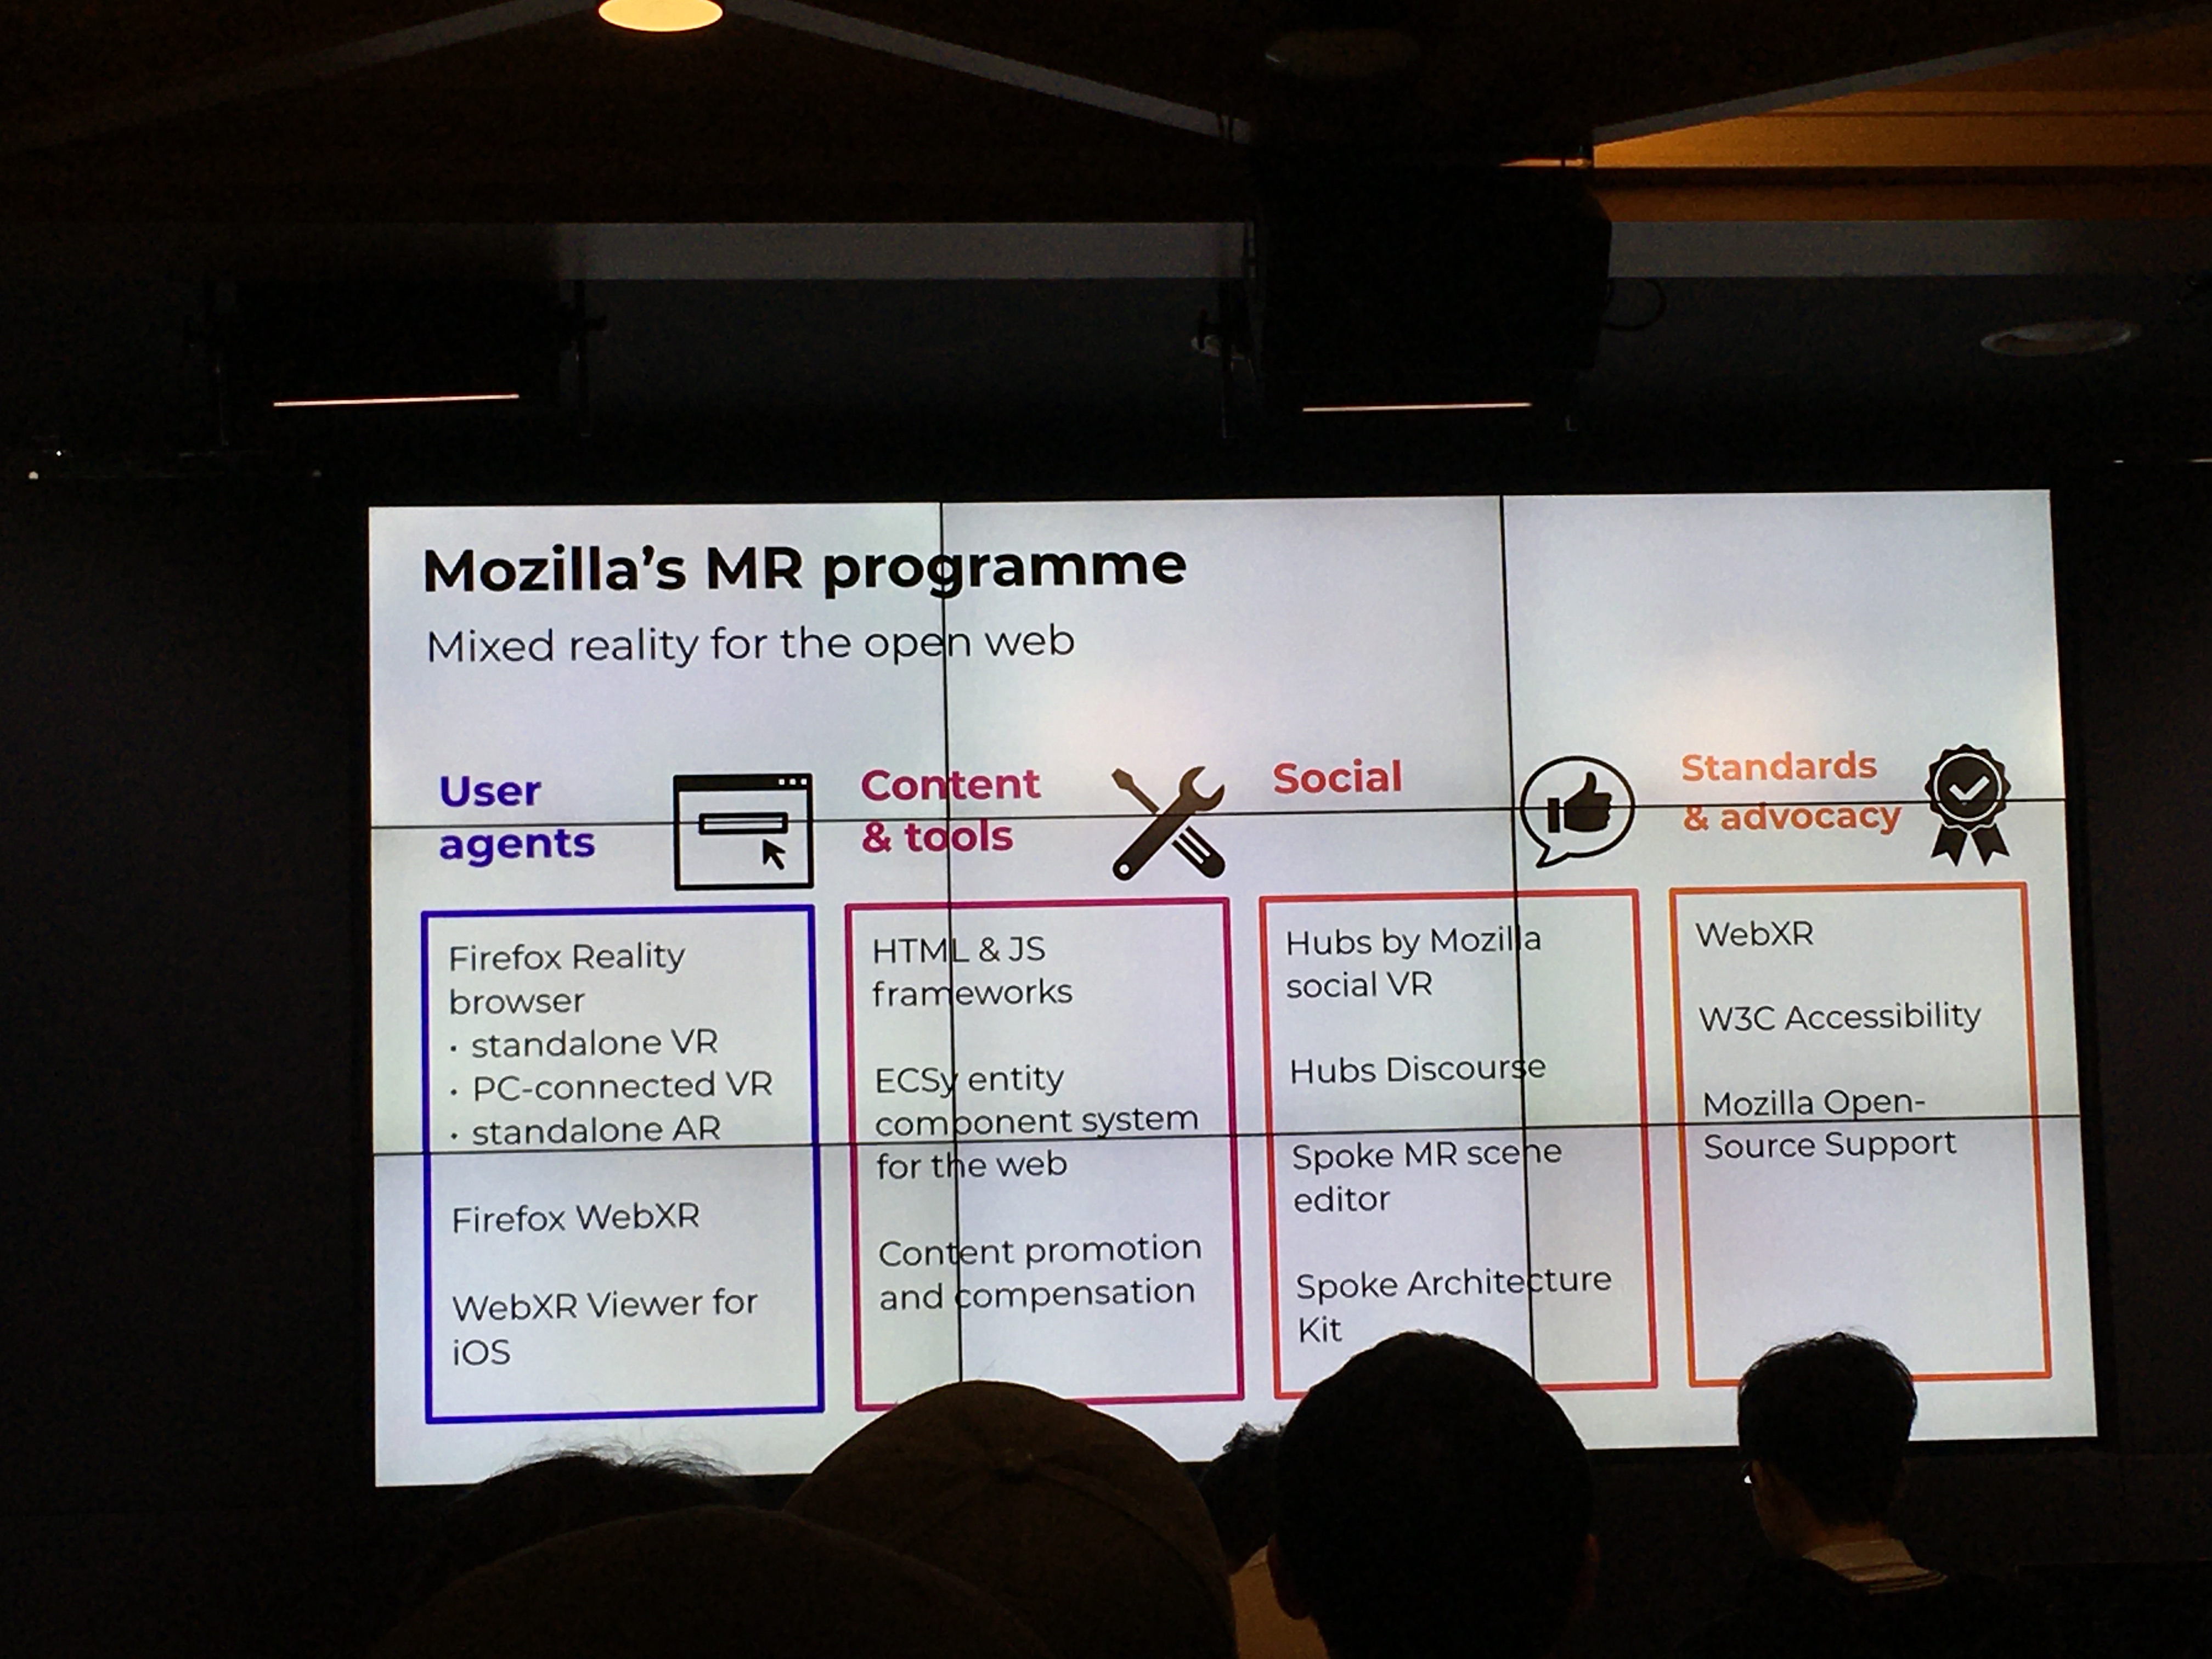 Mozilla's MR programme
Mixed reality for the open web
User
agents
Firefox Reality
browser
• standalone VR
• PC-connected VR
• standalone AR
Firefox WebXR
WebXR Viewer for
iOS
Content
& tools
HTML & JS
frameworks
ECSy entity
component system
for the web
Content promotion
and compensation
Social
Hubs by Mozilla
social VR
Hubs Discourse
Spoke MR scene
editor
Spoke Architecture
Kit
Standards
& advocacy
WebXR
W3C Accessibility
Mozilla Open-
Source Support